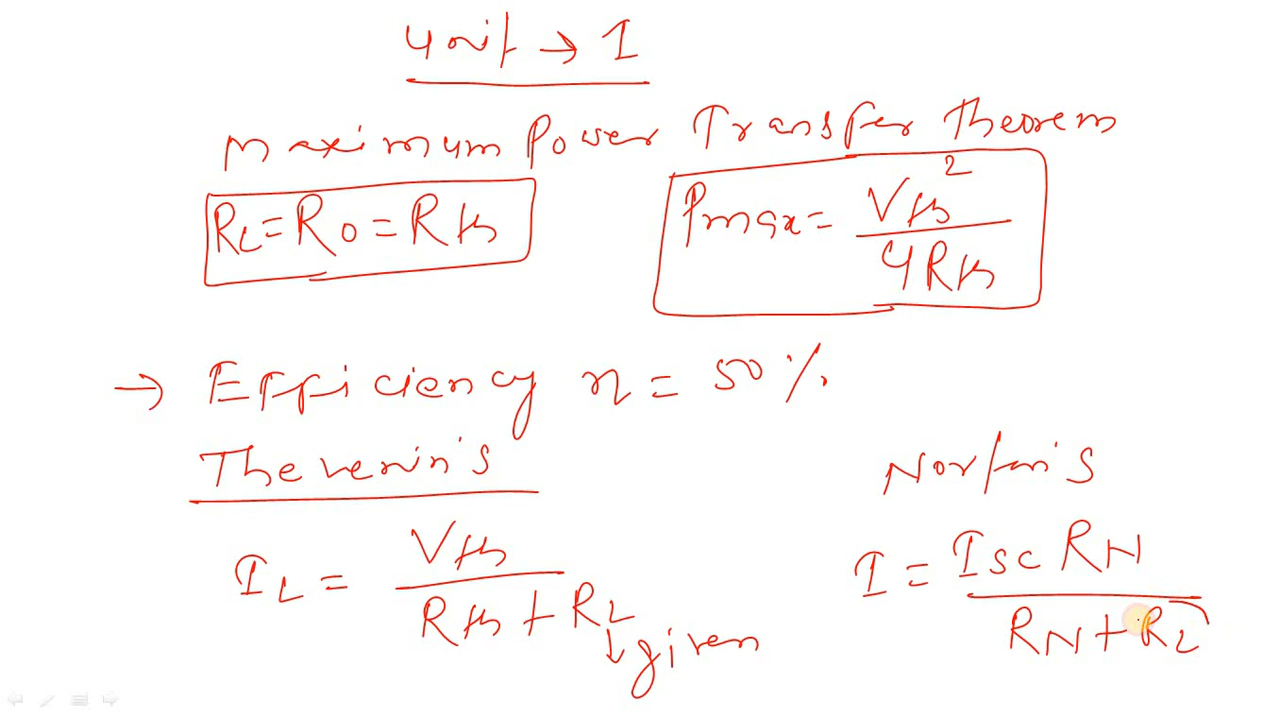 Unit → I
Maximum Power Transfer Theorem
RL = RO = Rth
Pmax = Vth² / 4Rth
→ Efficiency η = 50%.
Thevenin's
IL = Vth / Rth + RL
↓ given
Norton's
I = ISC RN / RN + RL